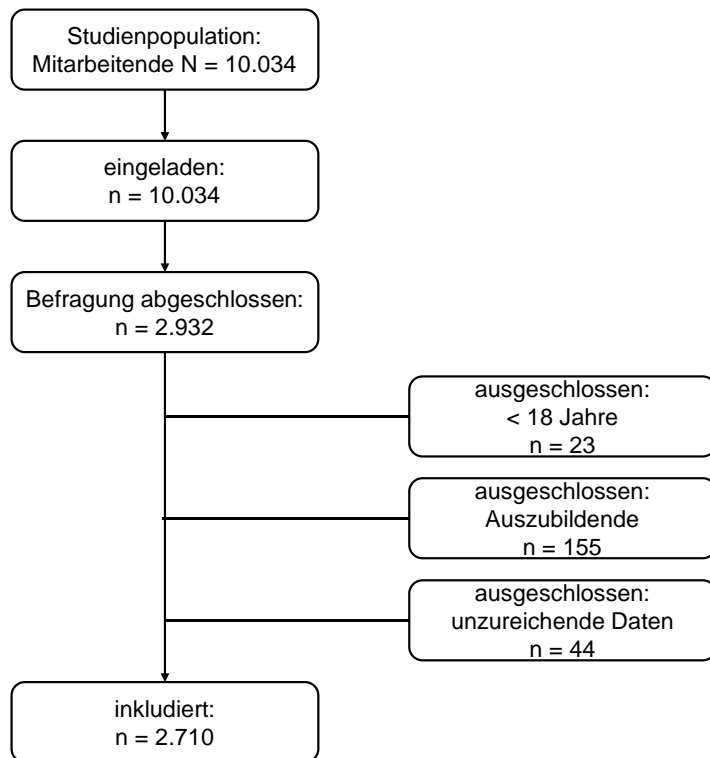 Studienpopulation:
Mitarbeitende N = 10.034
eingeladen:
n = 10.034
Befragung abgeschlossen:
n = 2.932
ausgeschlossen:
< 18 Jahre
n = 23
ausgeschlossen:
Auszubildende
n = 155
ausgeschlossen:
unzureichende Daten
n = 44
inkludiert:
n = 2.710